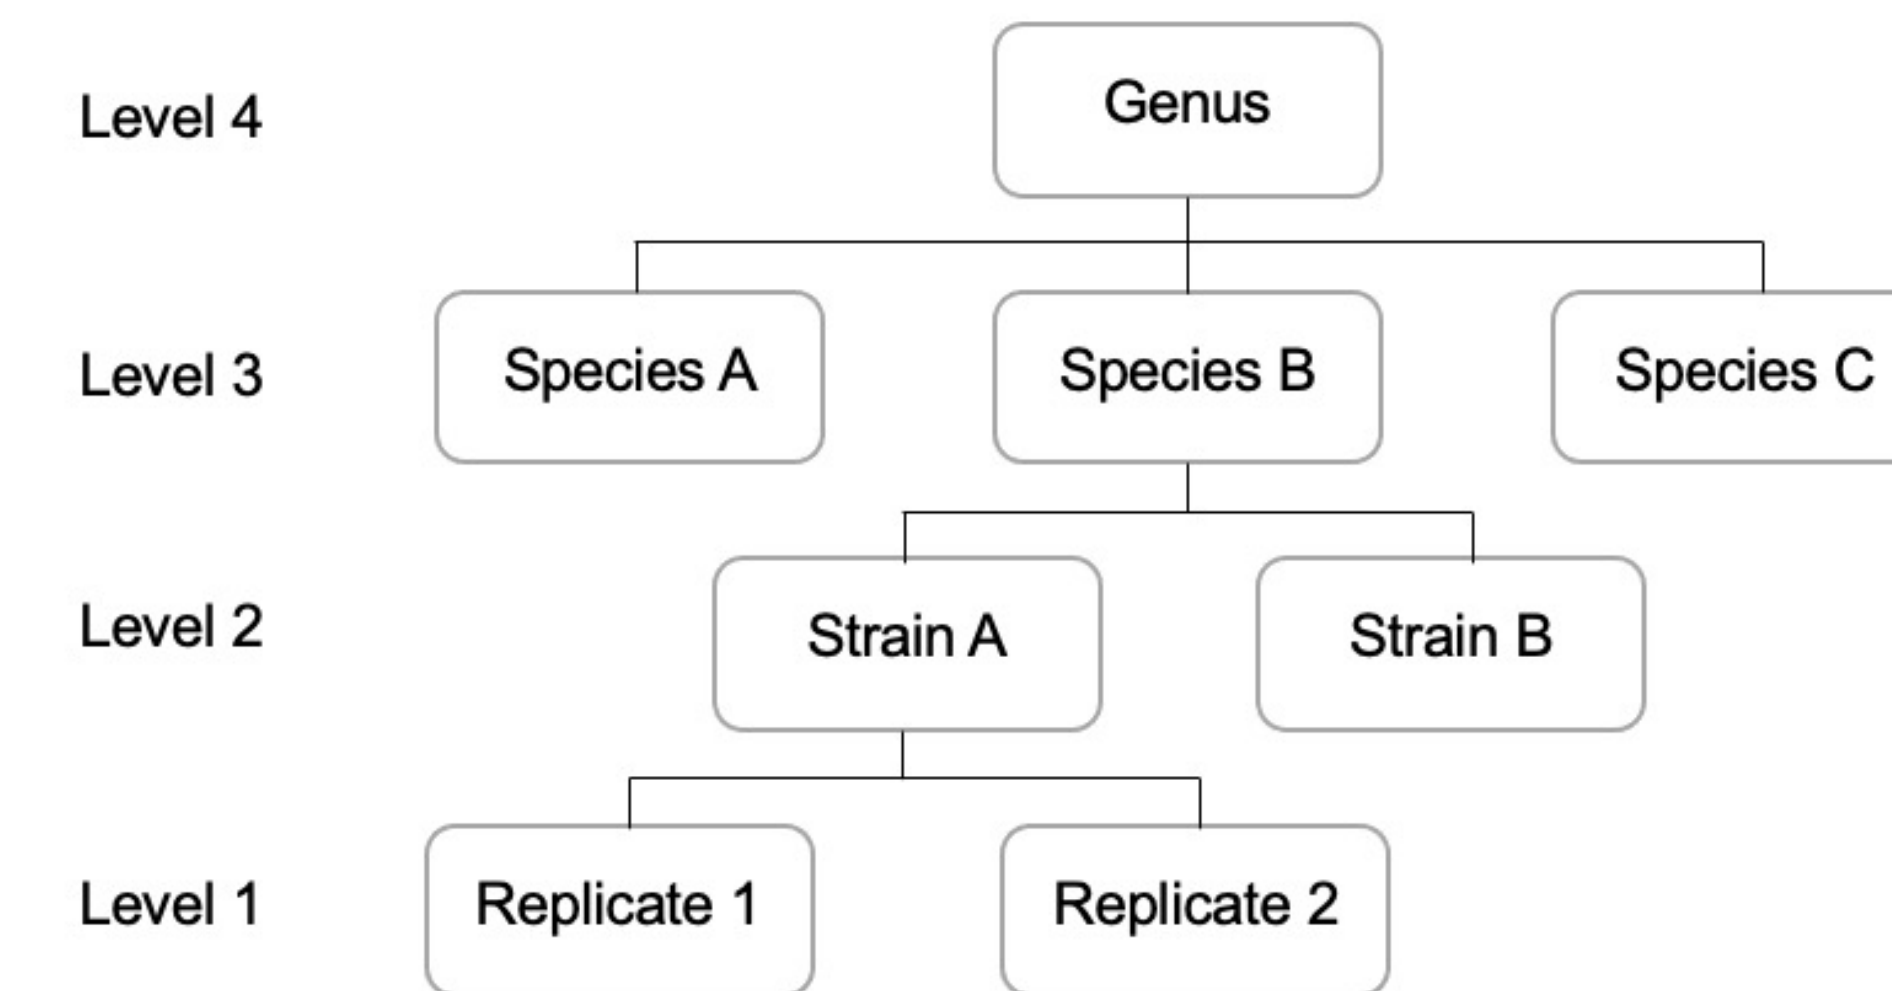 Level 4
Genus
Level 3
Species A
Species B
Species C
Level 2
Strain A
Strain B
Level 1
Replicate 1
Replicate 2